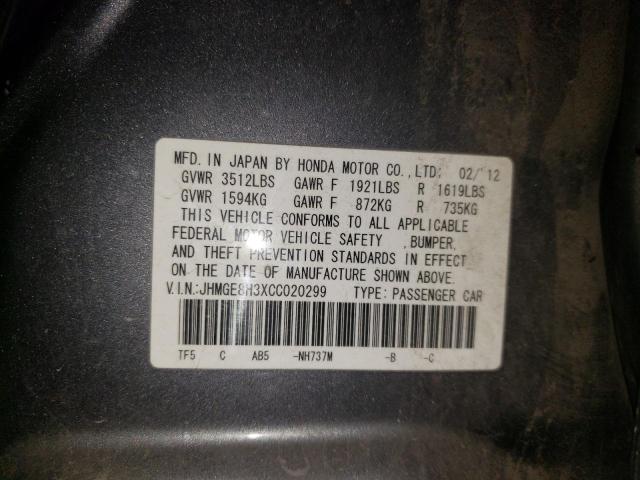 MFD. IN JAPAN BY HONDA MOTOR CO., LTD: 02/'12
GVWR 3512LBS GAWR F 1921LBS R 1619LBS
GVWR 1594KG GAWR F 872KG R 735KG
THIS VEHICLE CONFORMS TO ALL APPLICABLE
FEDERAL MOTOR VEHICLE SAFETY ,BUMPER,
AND THEFT PREVENTION STANDARDS IN EFFECT
ON THE DATE OF MANUFACTURE SHOWN ABOVE.
V.I.N:JHMGE8H3XCC020299 TYPE: PASSENGER CAR
TF5 C AB5 -NH737M -B -C